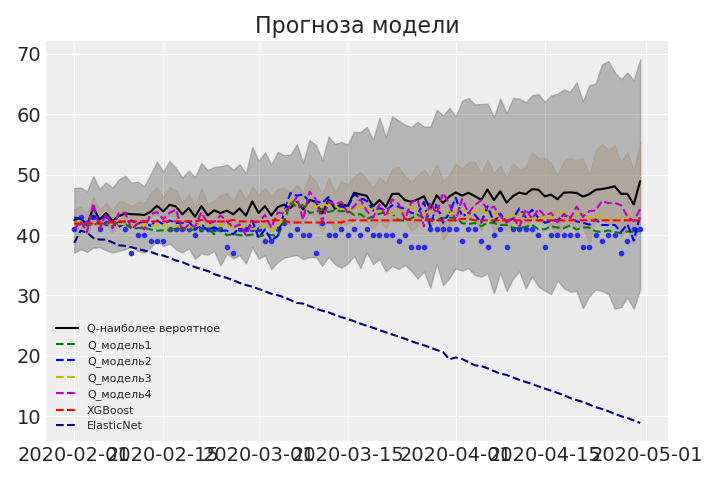 Прогноза модели
70
60
50
40
30
20
10
Q-наиболее вероятное
Q_модель1
Q_модель2
Q_модель3
Q_модель4
XGBoost
ElasticNet
2020-02-01 2020-02-15 2020-03-01 2020-03-15 2020-04-01 2020-04-15 2020-05-01